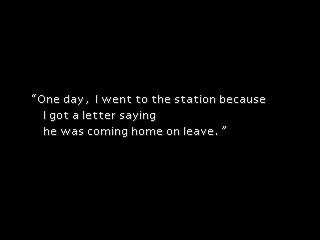 “One day, I went to the station because
I got a letter saying
he was coming home on leave.”